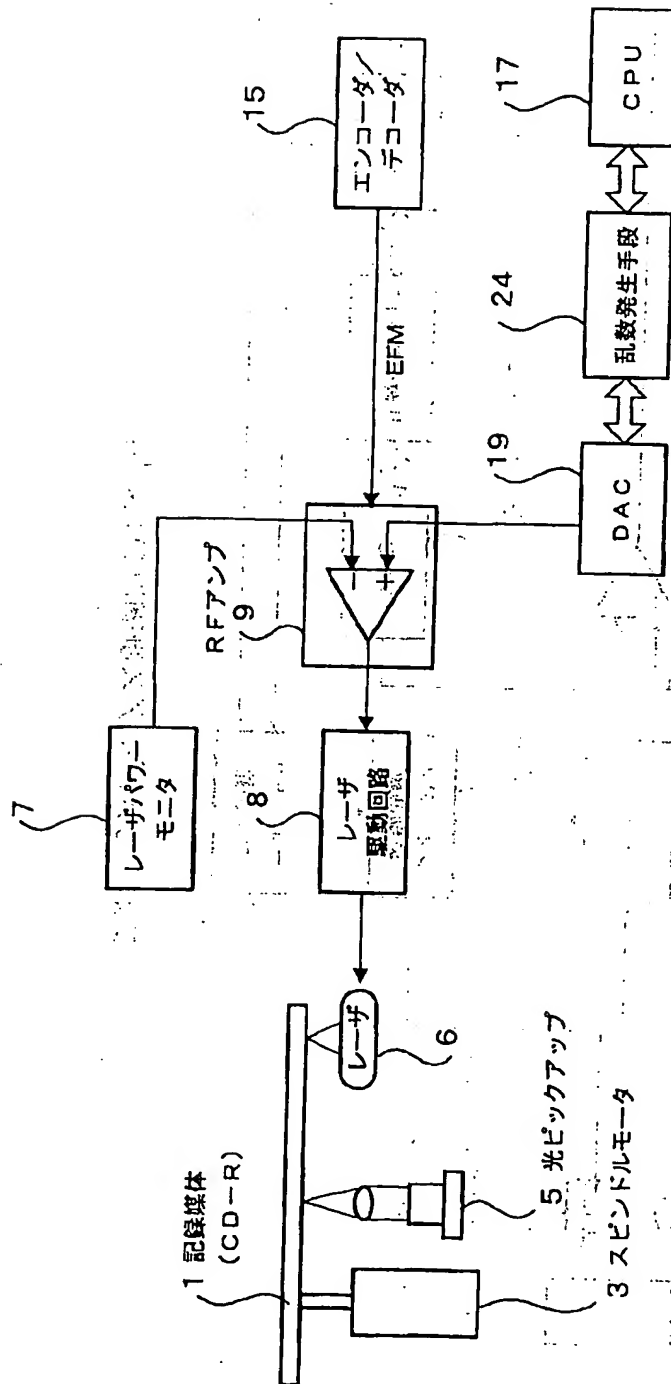 1 記録媒体
(CD-R)
3 スピンドルモータ
5 光ピックアップ
レーザ
6
7
レーザパワー
モニタ
8
レーザ
駆動回路
RFアンプ
9
-
+
EFM
15
エンコーダ/
デコーダ
19
DAC
24
乱数発生手段
17
CPU